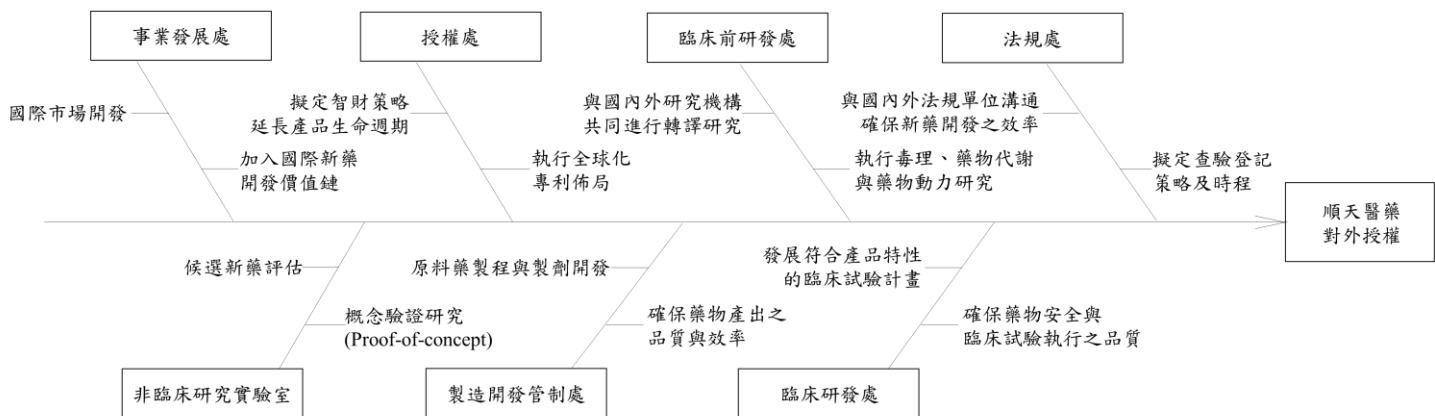 事業發展處
授權處
臨床前研發處
法規處
國際市場開發
擬定智財策略
延長產品生命週期
與國內外研究機構
共同進行轉譯研究
與國內外法規單位溝通
確保新藥開發之效率
加入國際新藥
開發價值鏈
執行全球化
專利佈局
執行毒理、藥物代謝
與藥物動力研究
擬定查驗登記
策略及時程
順天醫藥
對外授權
候選新藥評估
原料藥製程與製劑開發
發展符合產品特性
的臨床試驗計畫
概念驗證研究
(Proof-of-concept)
確保藥物產出之
品質與效率
確保藥物安全與
臨床試驗執行之品質
非臨床研究實驗室
製造開發管制處
臨床研發處